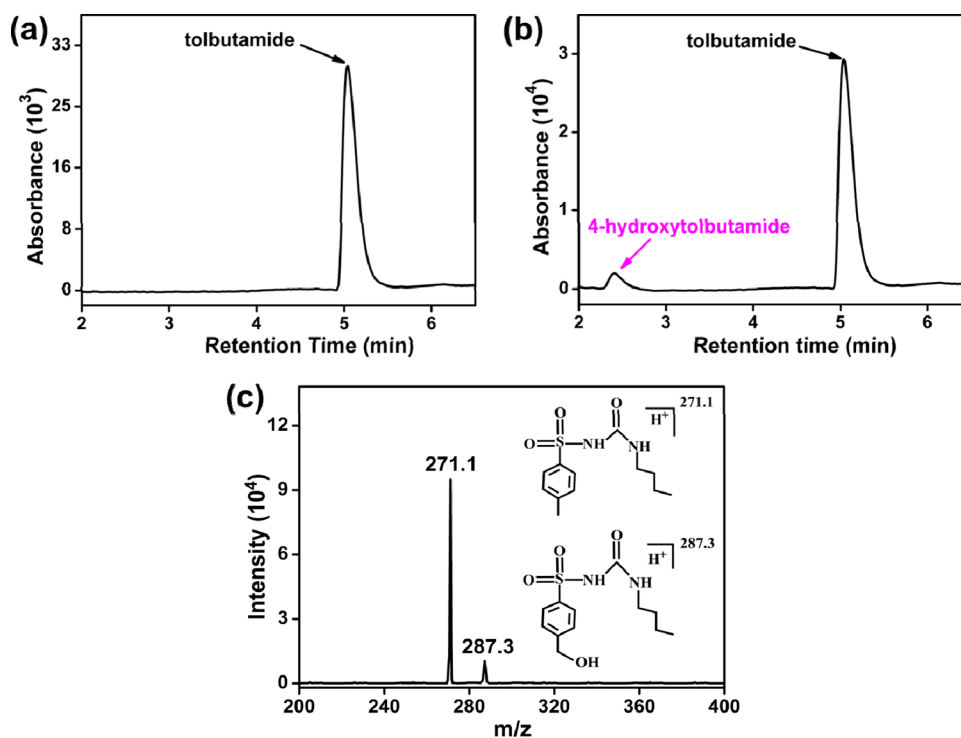 (a)
tolbutamide
33
25
16
8
0
Absorbance (10³)
2 3 4 5 6
Retention Time (min)
(b)
tolbutamide
3
2
1
0
Absorbance (10⁴)
4-hydroxytolbutamide
2 3 4 5 6
Retention time (min)
(c)
12
9
6
3
0
Intensity (10⁴)
271.1
287.3
O O
O S NH NH
H⁺ 271.1
O O
O S NH NH
OH
H⁺ 287.3
200 240 280 320 360 400
m/z